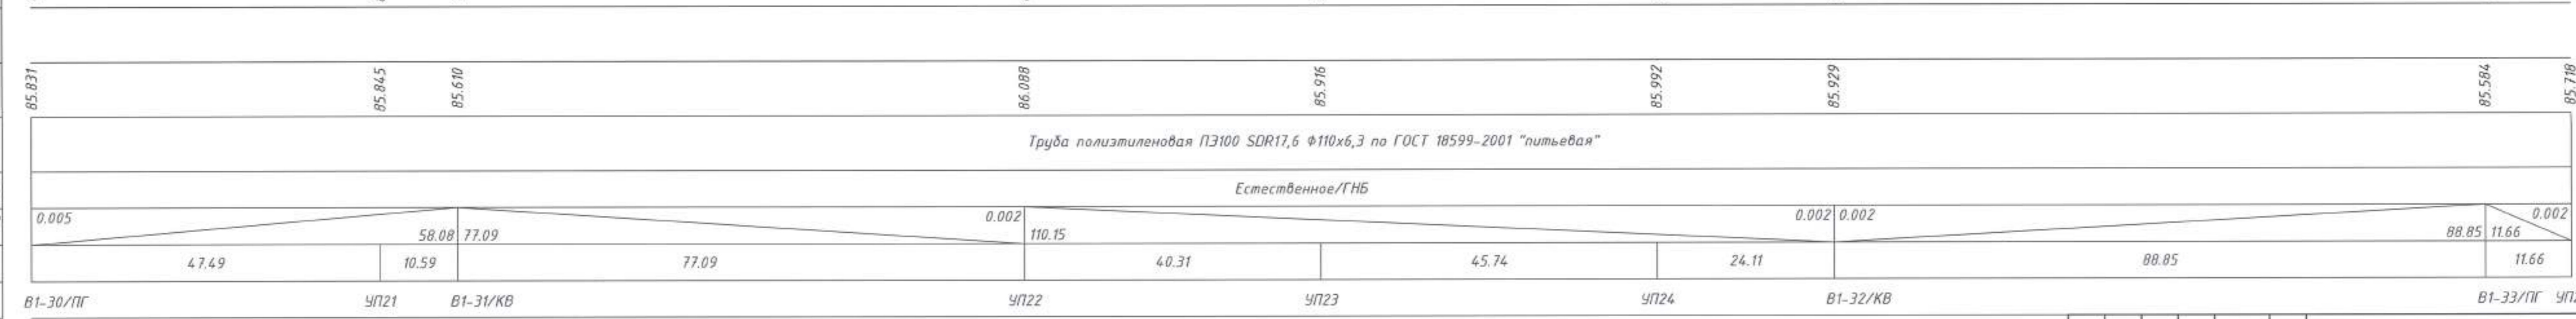 85.831 85.845 85.610 86.088 85.916 85.992 85.929 85.584 85.718
Труба полиэтиленовая ПЭ100 SDR17,6 Ф110х6,3 по ГОСТ 18599-2001 "питьевая"
Естественное/ГНБ
0.005 0.002 0.002 0.002 0.002
58.08 77.09 110.15 88.85 11.66
47.49 10.59 77.09 40.31 45.74 24.11 88.85 11.66
В1-30/ПГ УП21 В1-31/КВ УП22 УП23 УП24 В1-32/КВ В1-33/ПГ